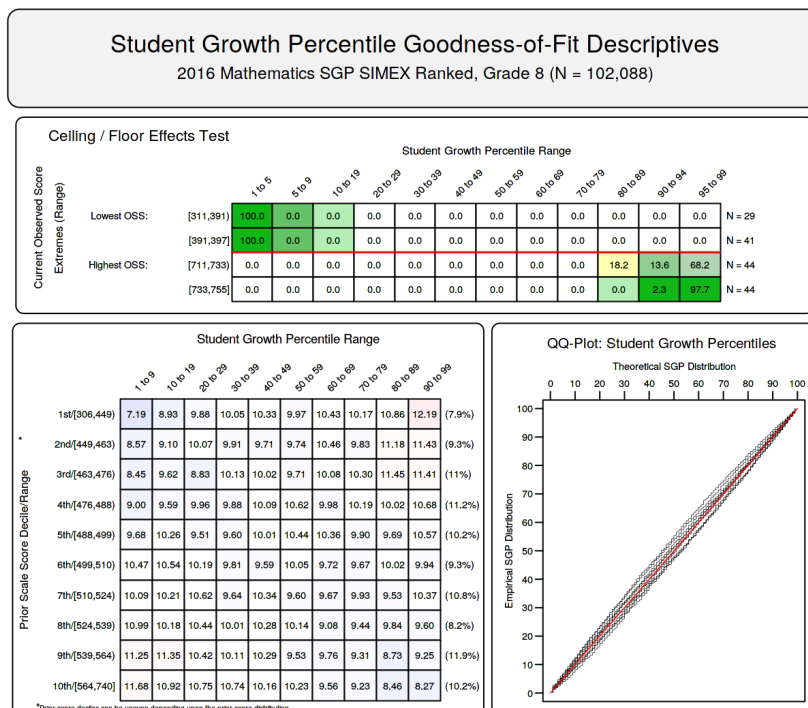 Student Growth Percentile Goodness-of-Fit Descriptives
2016 Mathematics SGP SIMEX Ranked, Grade 8 (N = 102,088)
Ceiling / Floor Effects Test
Student Growth Percentile Range
Current Observed Score
Extremes (Range)
1 to 5 5 to 9 10 to 19 20 to 29 30 to 39 40 to 49 50 to 59 60 to 69 70 to 79 80 to 89 90 to 94 95 to 99
Lowest OSS: [311,391] 100.0 0.0 0.0 0.0 0.0 0.0 0.0 0.0 0.0 0.0 0.0 0.0 N = 29
[391,397] 100.0 0.0 0.0 0.0 0.0 0.0 0.0 0.0 0.0 0.0 0.0 0.0 N = 41
Highest OSS: [711,733) 0.0 0.0 0.0 0.0 0.0 0.0 0.0 0.0 0.0 18.2 13.6 68.2 N = 44
[733,755] 0.0 0.0 0.0 0.0 0.0 0.0 0.0 0.0 0.0 0.0 2.3 97.7 N = 44
Student Growth Percentile Range
1 to 9 10 to 19 20 to 29 30 to 39 40 to 49 50 to 59 60 to 69 70 to 79 80 to 89 90 to 99
* Prior Scale Score Decile/Range
1st/[306,449) 7.19 8.93 9.88 10.05 10.33 9.97 10.43 10.17 10.86 12.19 (7.9%)
2nd/[449,463) 8.57 9.10 10.07 9.91 9.71 9.74 10.46 9.83 11.18 11.43 (9.3%)
3rd/[463,476) 8.45 9.62 8.83 10.13 10.02 9.71 10.08 10.30 11.45 11.41 (11%)
4th/[476,488) 9.00 9.59 9.96 9.88 10.09 10.62 9.98 10.19 10.02 10.68 (11.2%)
5th/[488,499) 9.68 10.26 9.51 9.60 10.01 10.44 10.36 9.90 9.69 10.57 (10.2%)
6th/[499,510) 10.47 10.54 10.19 9.81 9.59 10.05 9.72 9.67 10.02 9.94 (9.3%)
7th/[510,524) 10.09 10.21 10.62 9.64 10.34 9.60 9.67 9.93 9.53 10.37 (10.8%)
8th/[524,539) 10.99 10.18 10.44 10.01 10.28 10.14 9.08 9.44 9.84 9.60 (8.2%)
9th/[539,564) 11.25 11.35 10.42 10.11 10.29 9.53 9.76 9.31 8.73 9.25 (11.9%)
10th/[564,740] 11.68 10.92 10.75 10.74 10.16 10.23 9.56 9.23 8.46 8.27 (10.2%)
QQ-Plot: Student Growth Percentiles
Theoretical SGP Distribution
0 10 20 30 40 50 60 70 80 90 100
Empirical SGP Distribution
100
90
80
70
60
50
40
30
20
10
0